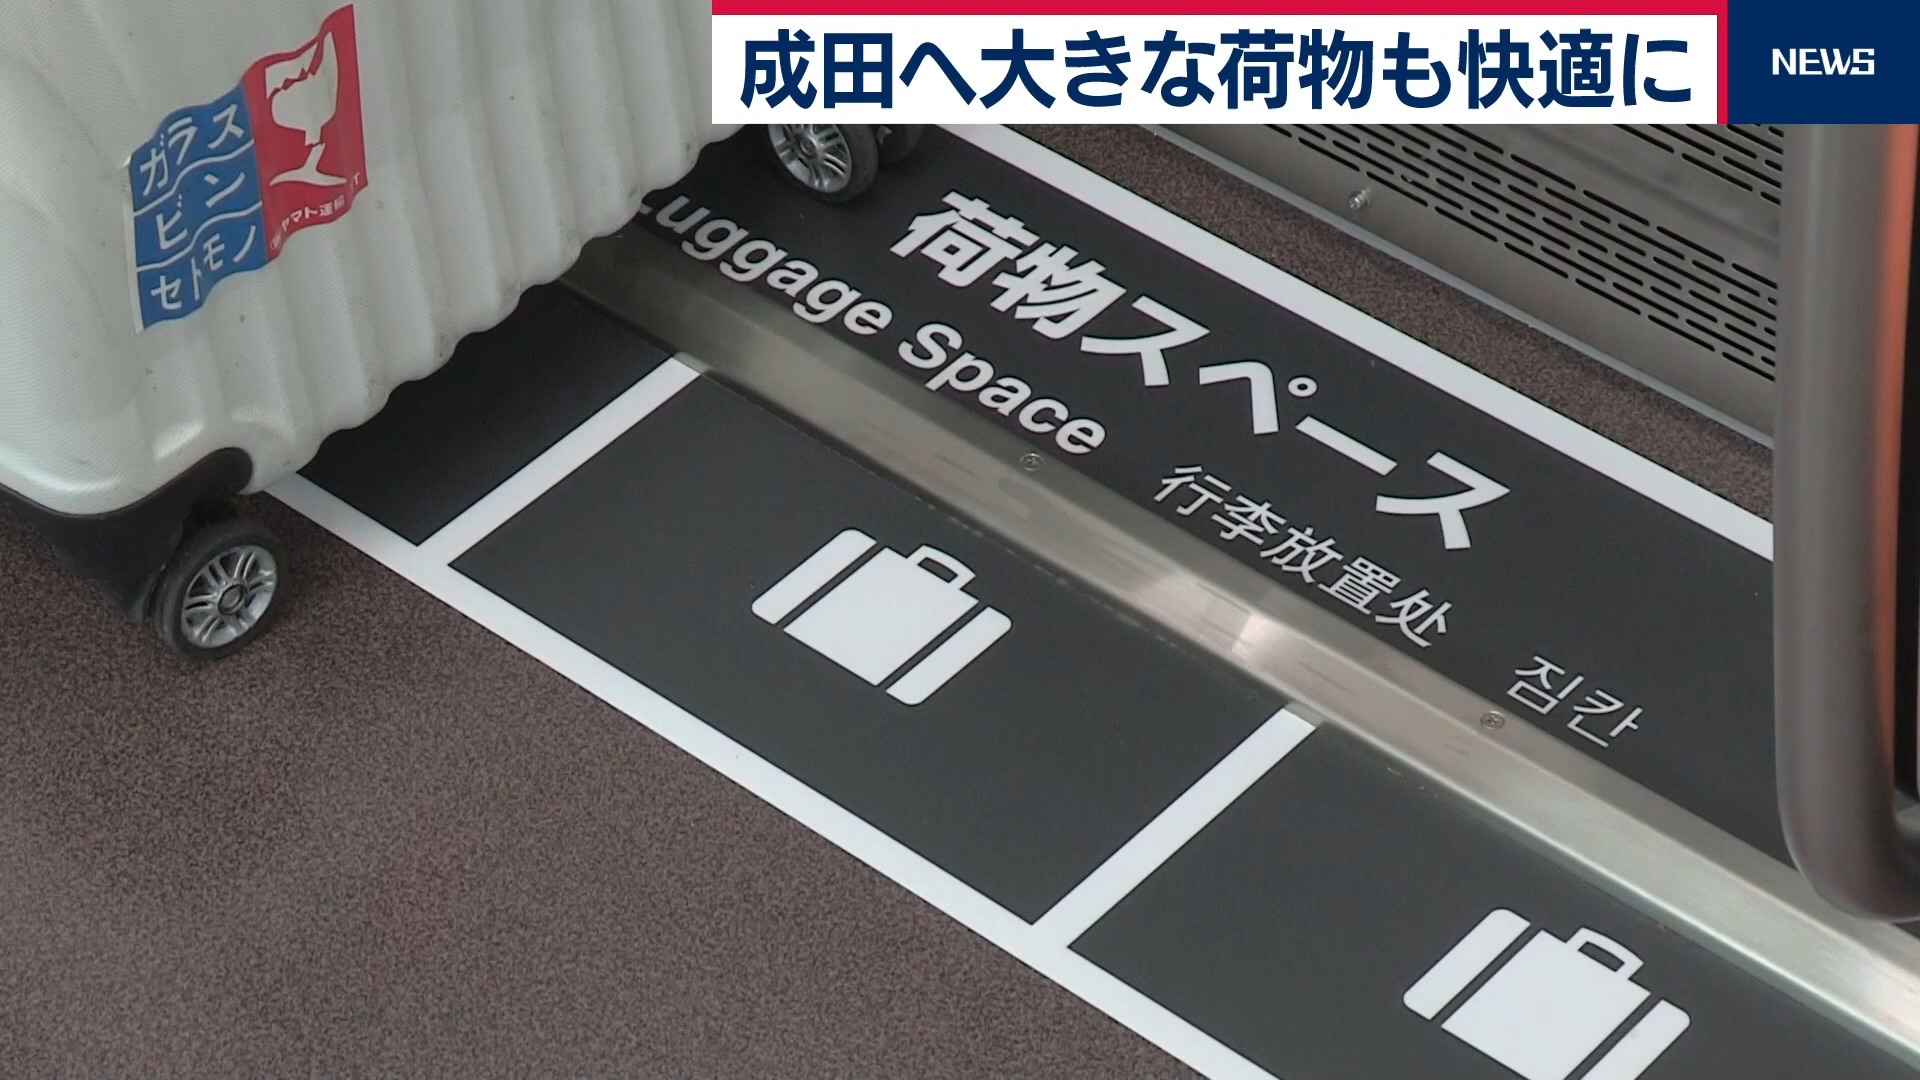 成田へ大きな荷物も快適に
NEWS
ガラス
ビン
セトモノ
ヤマト運輸
荷物スペース
Luggage Space
行李放置处
짐칸